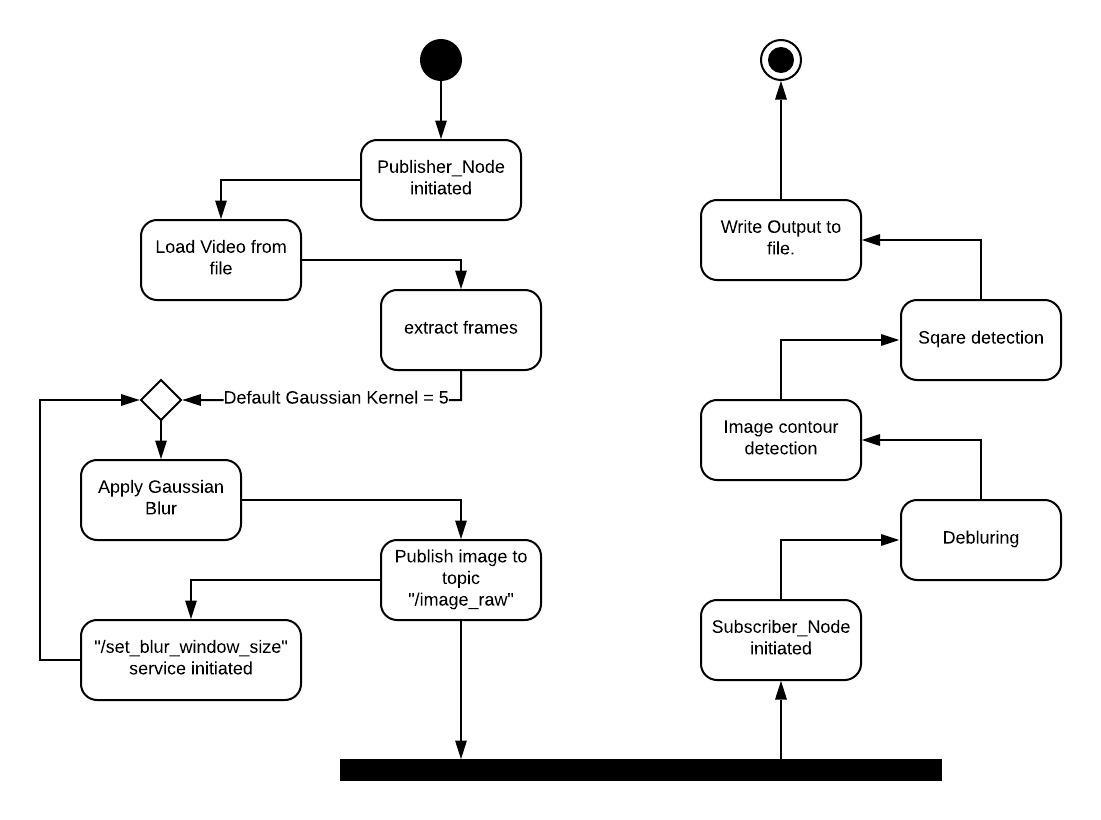 Publisher_Node
initiated
Load Video from
file
extract frames
Default Gaussian Kernel = 5
Apply Gaussian
Blur
Publish image to
topic
"/image_raw"
"/set_blur_window_size"
service initiated
Subscriber_Node
initiated
Debluring
Image contour
detection
Sqare detection
Write Output to
file.